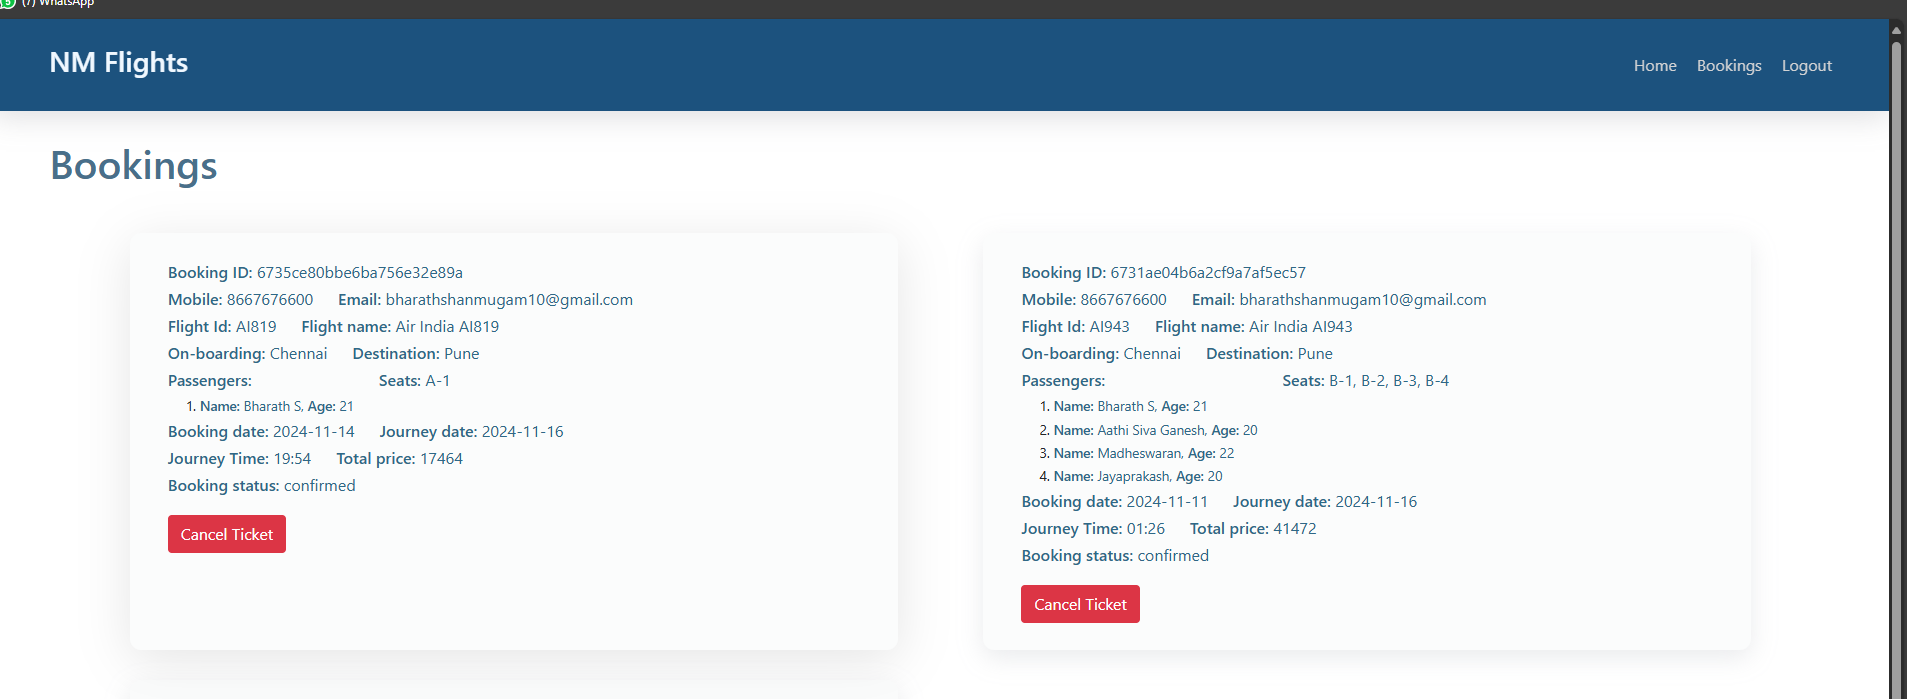 (7) WhatsApp
NM Flights
Home Bookings Logout
Bookings
Booking ID: 6735ce80bbe6ba756e32e89a
Mobile: 8667676600 Email: bharathshanmugam10@gmail.com
Flight Id: AI819 Flight name: Air India AI819
On-boarding: Chennai Destination: Pune
Passengers: Seats: A-1
1. Name: Bharath S, Age: 21
Booking date: 2024-11-14 Journey date: 2024-11-16
Journey Time: 19:54 Total price: 17464
Booking status: confirmed
Cancel Ticket
Booking ID: 6731ae04b6a2cf9a7af5ec57
Mobile: 8667676600 Email: bharathshanmugam10@gmail.com
Flight Id: AI943 Flight name: Air India AI943
On-boarding: Chennai Destination: Pune
Passengers: Seats: B-1, B-2, B-3, B-4
1. Name: Bharath S, Age: 21
2. Name: Aathi Siva Ganesh, Age: 20
3. Name: Madheswaran, Age: 22
4. Name: Jayaprakash, Age: 20
Booking date: 2024-11-11 Journey date: 2024-11-16
Journey Time: 01:26 Total price: 41472
Booking status: confirmed
Cancel Ticket